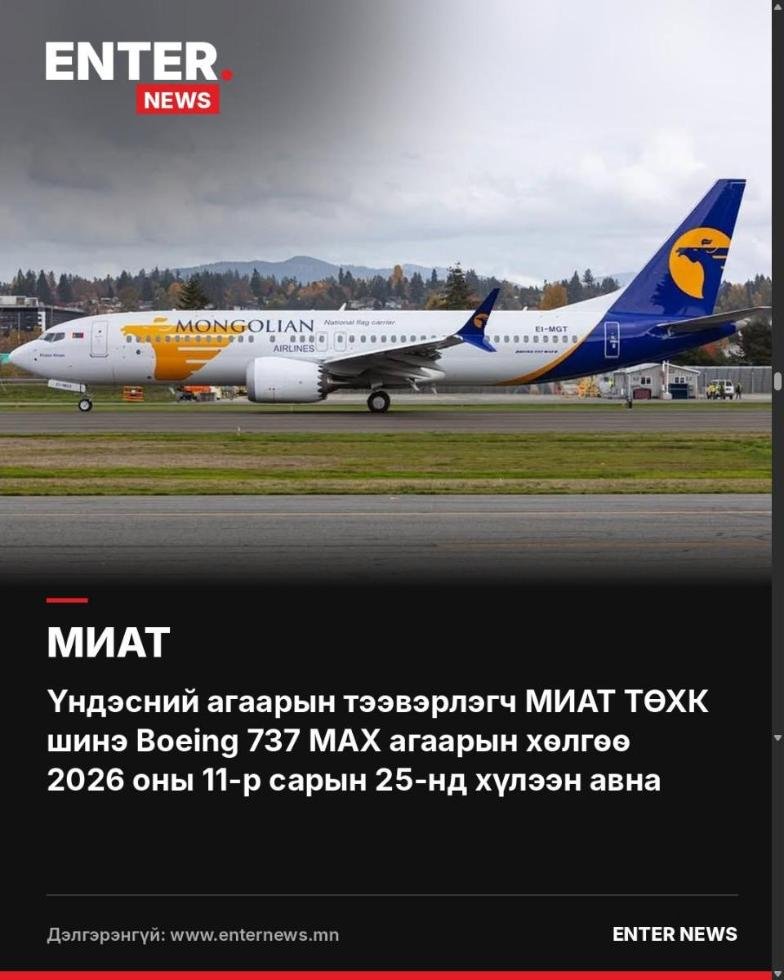 ENTER.
NEWS
MONGOLIAN
National flag carrier
AIRLINES
EI-MGT
МИАТ
Үндэсний агаарын тээвэрлэгч МИАТ ТӨХК
шинэ Boeing 737 MAX агаарын хөлгөө
2026 оны 11-р сарын 25-нд хүлээн авна
Дэлгэрэнгүй: www.enternews.mn
ENTER NEWS